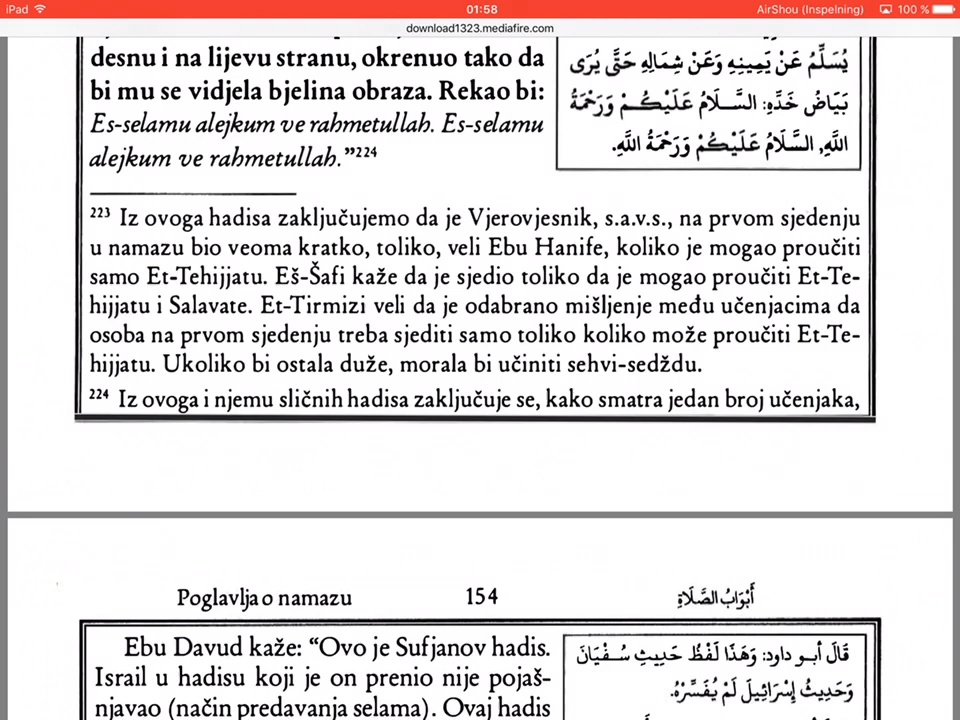 iPad 01:58 AirShou (Inspelning) 100 %
download1323.mediafire.com
desnu i na lijevu stranu, okrenuo tako da
bi mu se vidjela bjelina obraza. Rekao bi:
Es-selamu alejkum ve rahmetullah. Es-selamu
alejkum ve rahmetullah.”²²⁴
يُسَلِّمُ عَنْ يَمِينِهِ وَعَنْ شِمَالِهِ حَتَّى يُرَى
بَيَاضُ خَدِّهِ: السَّلَامُ عَلَيْكُمْ وَرَحْمَةُ
اللَّهِ, السَّلَامُ عَلَيْكُمْ وَرَحْمَةُ اللَّهِ.
²²³ Iz ovoga hadisa zaključujemo da je Vjerovjesnik, s.a.v.s., na prvom sjedenju
u namazu bio veoma kratko, toliko, veli Ebu Hanife, koliko je mogao proučiti
samo Et-Tehijjatu. Eš-Šafi kaže da je sjedio toliko da je mogao proučiti Et-Te-
hijjatu i Salavate. Et-Tirmizi veli da je odabrano mišljenje među učenjacima da
osoba na prvom sjedenju treba sjediti samo toliko koliko može proučiti Et-Te-
hijjatu. Ukoliko bi ostala duže, morala bi učiniti sehvi-sedždu.
²²⁴ Iz ovoga i njemu sličnih hadisa zaključuje se, kako smatra jedan broj učenjaka,
Poglavlja o namazu 154 أَبْوَابُ الصَّلَاةِ
Ebu Davud kaže: “Ovo je Sufjanov hadis.
Israil u hadisu koji je on prenio nije pojaš-
njavao (način predavanja selama). Ovaj hadis
قَالَ أَبُو دَاود: وَهَذَا لَفْظُ حَدِيثِ سُفْيَانَ
وَحَدِيثُ إِسْرَائِيلَ لَمْ يُفَسِّرْهُ.